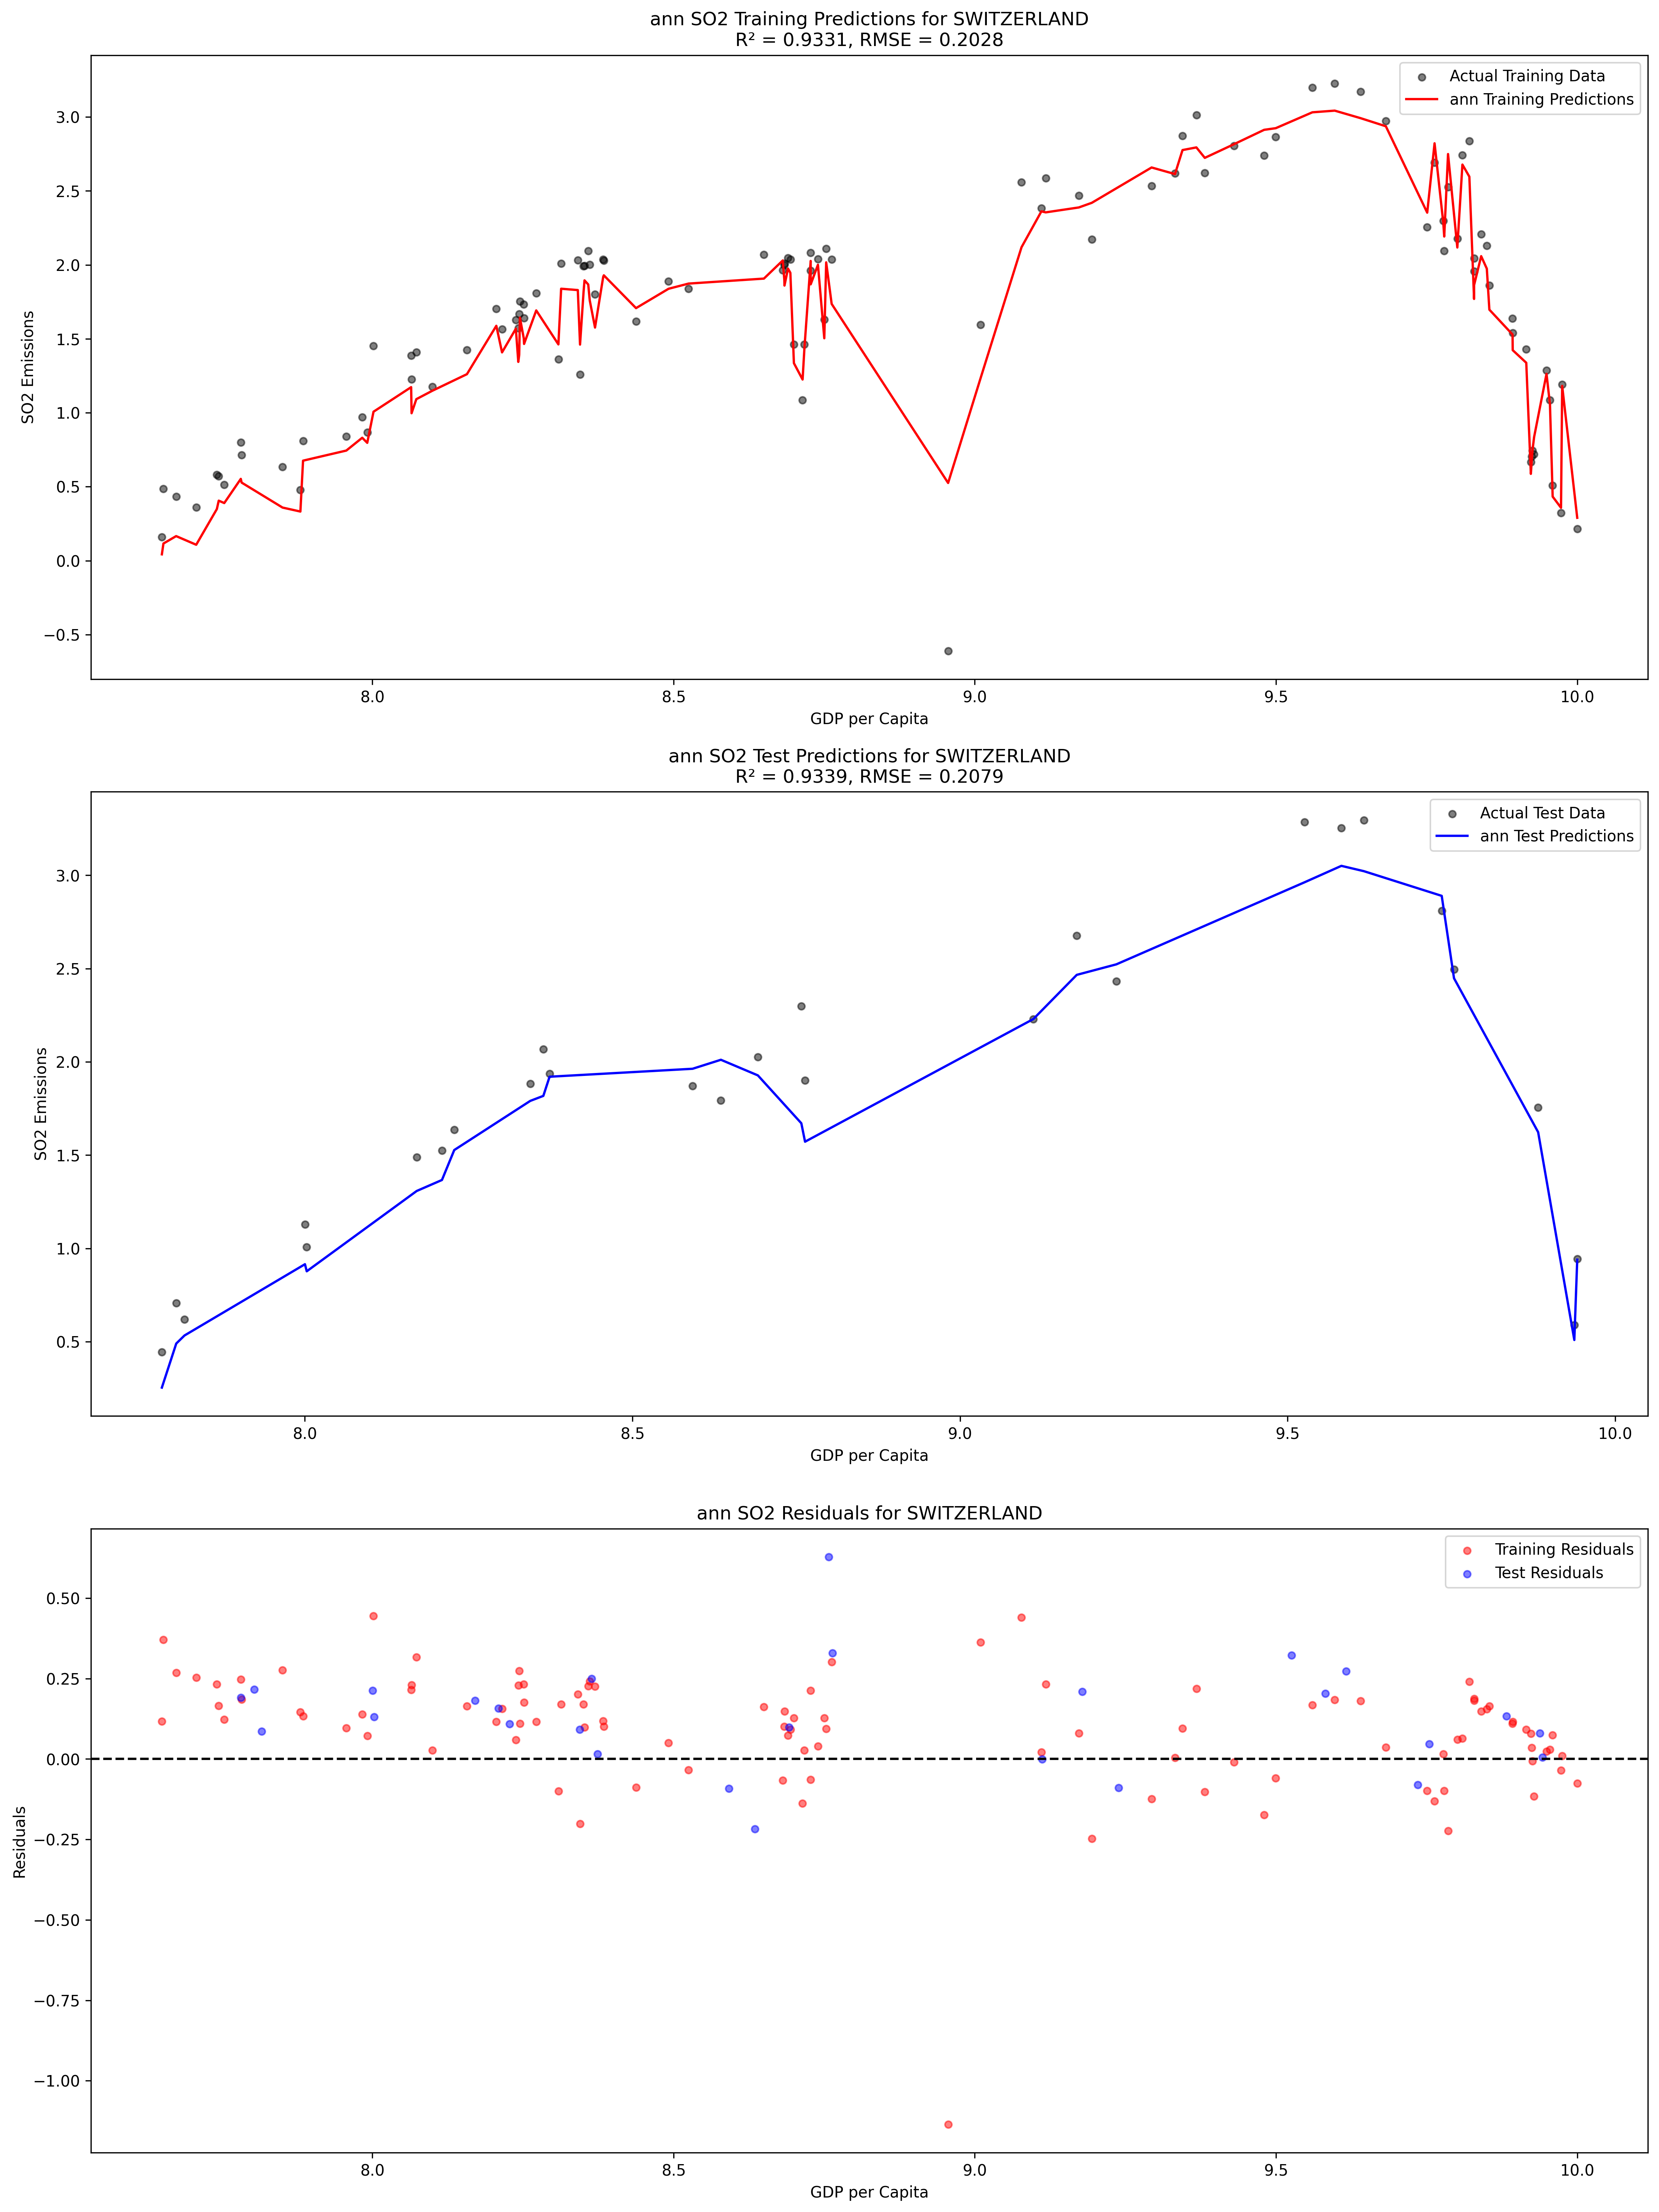 ann SO2 Training Predictions for SWITZERLAND
R² = 0.9331, RMSE = 0.2028
Actual Training Data
ann Training Predictions
3.0
2.5
2.0
1.5
1.0
0.5
0.0
−0.5
SO2 Emissions
8.0 8.5 9.0 9.5 10.0
GDP per Capita
ann SO2 Test Predictions for SWITZERLAND
R² = 0.9339, RMSE = 0.2079
Actual Test Data
ann Test Predictions
3.0
2.5
2.0
1.5
1.0
0.5
SO2 Emissions
8.0 8.5 9.0 9.5 10.0
GDP per Capita
ann SO2 Residuals for SWITZERLAND
Training Residuals
Test Residuals
0.50
0.25
0.00
−0.25
−0.50
−0.75
−1.00
Residuals
8.0 8.5 9.0 9.5 10.0
GDP per Capita